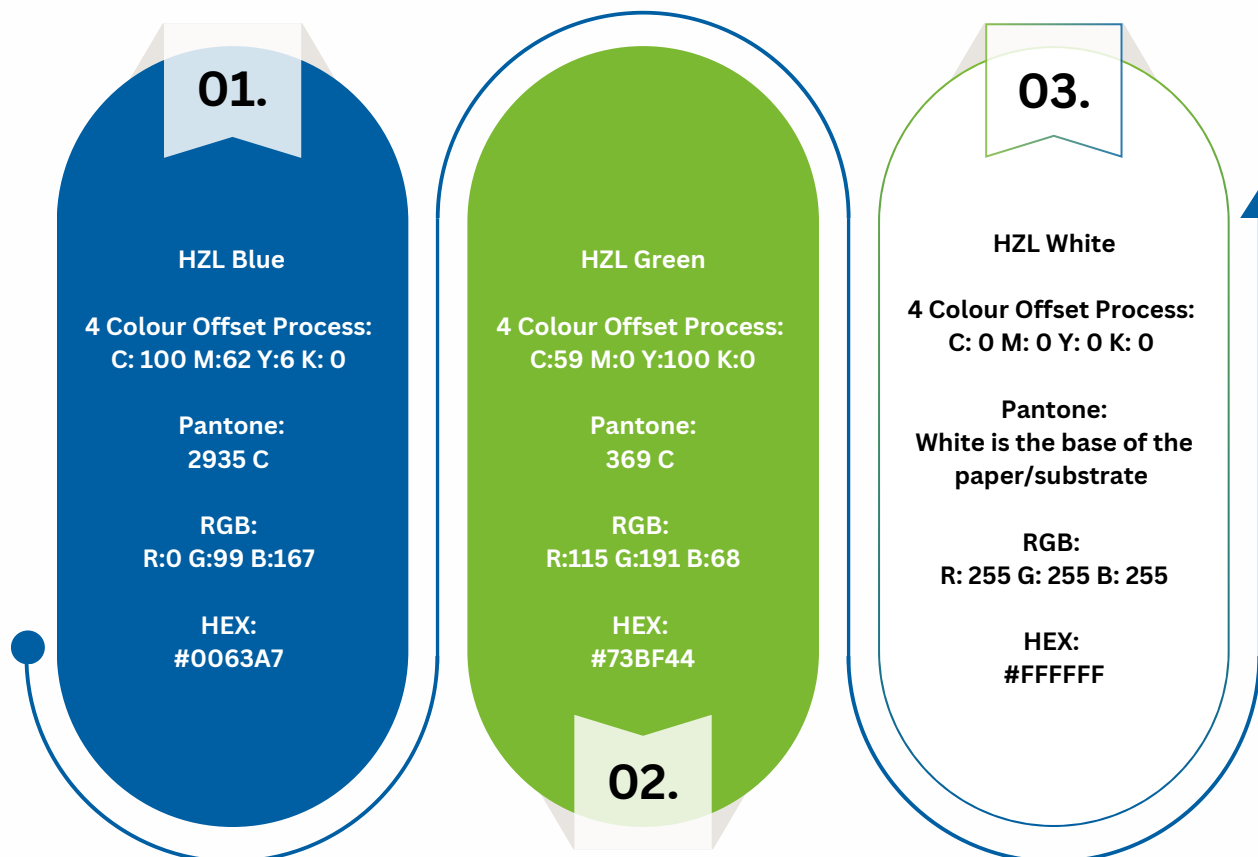 01.
HZL Blue
4 Colour Offset Process:
C: 100 M:62 Y:6 K: 0
Pantone:
2935 C
RGB:
R:0 G:99 B:167
HEX:
#0063A7
HZL Green
4 Colour Offset Process:
C:59 M:0 Y:100 K:0
Pantone:
369 C
RGB:
R:115 G:191 B:68
HEX:
#73BF44
02.
03.
HZL White
4 Colour Offset Process:
C: 0 M: 0 Y: 0 K: 0
Pantone:
White is the base of the
paper/substrate
RGB:
R: 255 G: 255 B: 255
HEX:
#FFFFFF